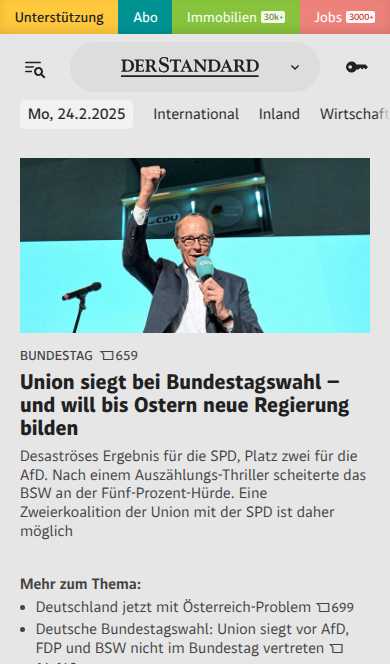 Unterstützung Abo Immobilien 30k+ Jobs 3000+
DERSTANDARD
Mo, 24.2.2025 International Inland Wirtschaft
CDU
BUNDESTAG 659
Union siegt bei Bundestagswahl –
und will bis Ostern neue Regierung
bilden
Desaströses Ergebnis für die SPD, Platz zwei für die
AfD. Nach einem Auszählungs-Thriller scheiterte das
BSW an der Fünf-Prozent-Hürde. Eine
Zweierkoalition der Union mit der SPD ist daher
möglich
Mehr zum Thema:
• Deutschland jetzt mit Österreich-Problem 699
• Deutsche Bundestagswahl: Union siegt vor AfD,
FDP und BSW nicht im Bundestag vertreten